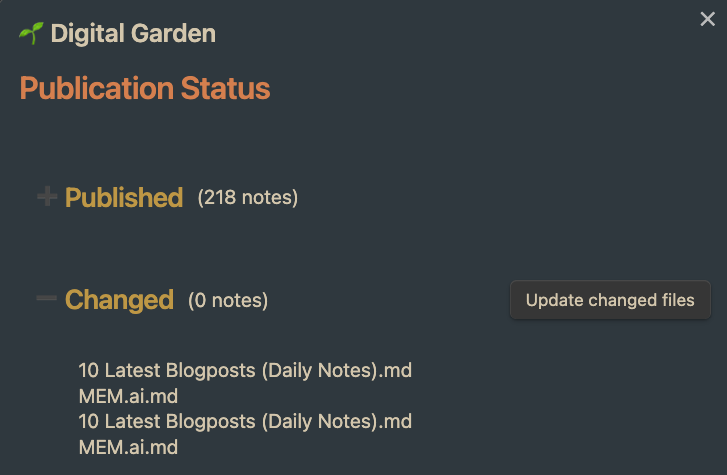 🌱 Digital Garden
Publication Status
Published (218 notes)
Changed (0 notes) Update changed files
10 Latest Blogposts (Daily Notes).md
MEM.ai.md
10 Latest Blogposts (Daily Notes).md
MEM.ai.md